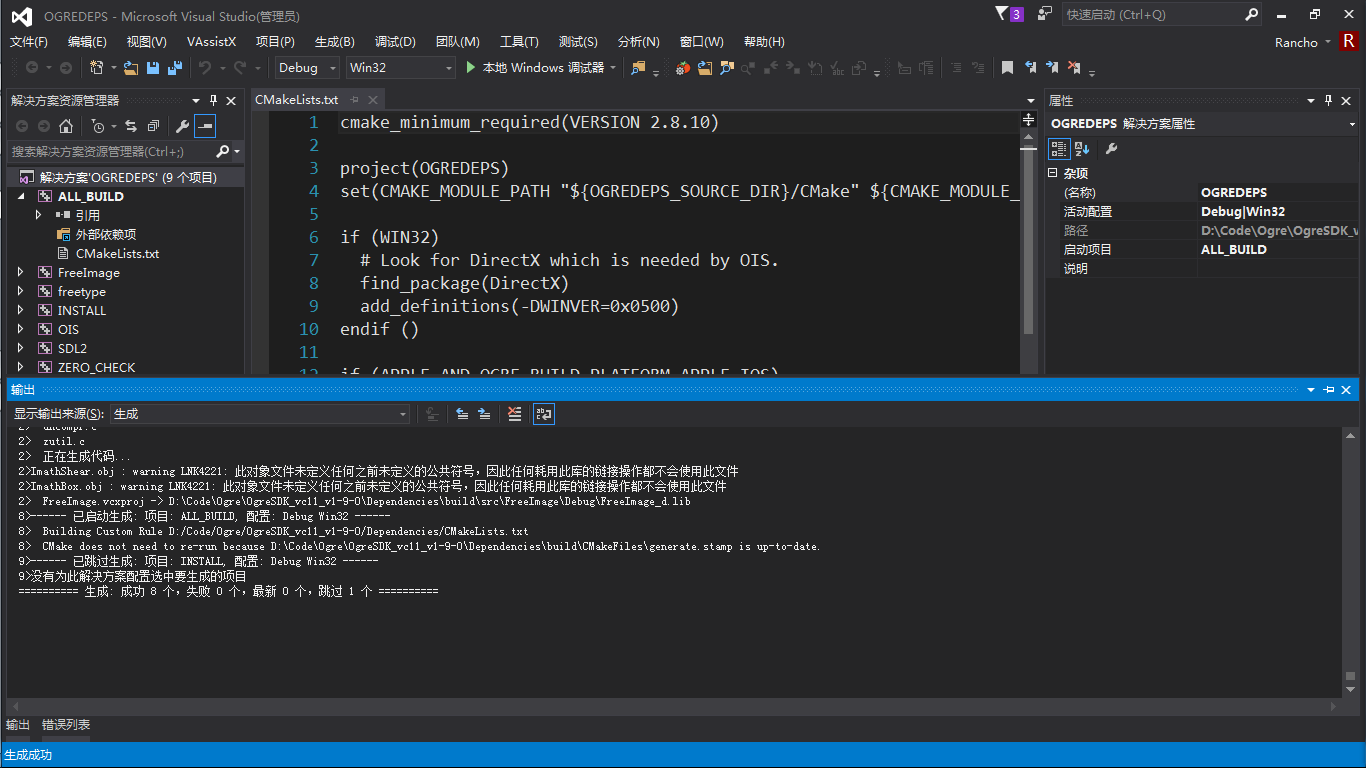 OGREDEPS - Microsoft Visual Studio(管理员)
3
快速启动 (Ctrl+Q)
文件(F) 编辑(E) 视图(V) VAssistX 项目(P) 生成(B) 调试(D) 团队(M) 工具(T) 测试(S) 分析(N) 窗口(W) 帮助(H)
Rancho R
Debug Win32 本地 Windows 调试器
解决方案资源管理器
搜索解决方案资源管理器(Ctrl+;)
解决方案'OGREDEPS' (9 个项目)
ALL_BUILD
引用
外部依赖项
CMakeLists.txt
FreeImage
freetype
INSTALL
OIS
SDL2
ZERO_CHECK
CMakeLists.txt
1 cmake_minimum_required(VERSION 2.8.10)
2
3 project(OGREDEPS)
4 set(CMAKE_MODULE_PATH "${OGREDEPS_SOURCE_DIR}/CMake" ${CMAKE_MODULE_
5
6 if (WIN32)
7 # Look for DirectX which is needed by OIS.
8 find_package(DirectX)
9 add_definitions(-DWINVER=0x0500)
10 endif ()
11
12 if (APPLE AND OGRE_BUILD_PLATFORM_APPLE_IOS)
属性
OGREDEPS 解决方案属性
杂项
(名称) OGREDEPS
活动配置 Debug|Win32
路径 D:\Code\Ogre\OgreSDK_v
启动项目 ALL_BUILD
说明
输出
显示输出来源(S): 生成
2> uncompr.c
2> zutil.c
2> 正在生成代码...
2>ImathShear.obj : warning LNK4221: 此对象文件未定义任何之前未定义的公共符号，因此任何耗用此库的链接操作都不会使用此文件
2>ImathBox.obj : warning LNK4221: 此对象文件未定义任何之前未定义的公共符号，因此任何耗用此库的链接操作都不会使用此文件
2> FreeImage.vcxproj -> D:\Code\Ogre\OgreSDK_vc11_v1-9-0\Dependencies\build\src\FreeImage\Debug\FreeImage_d.lib
8>------ 已启动生成: 项目: ALL_BUILD, 配置: Debug Win32 ------
8> Building Custom Rule D:/Code/Ogre/OgreSDK_vc11_v1-9-0/Dependencies/CMakeLists.txt
8> CMake does not need to re-run because D:\Code\Ogre\OgreSDK_vc11_v1-9-0\Dependencies\build\CMakeFiles\generate.stamp is up-to-date.
9>------ 已跳过生成: 项目: INSTALL, 配置: Debug Win32 ------
9>没有为此解决方案配置选中要生成的项目
========== 生成: 成功 8 个，失败 0 个，最新 0 个，跳过 1 个 ==========
输出 错误列表
生成成功